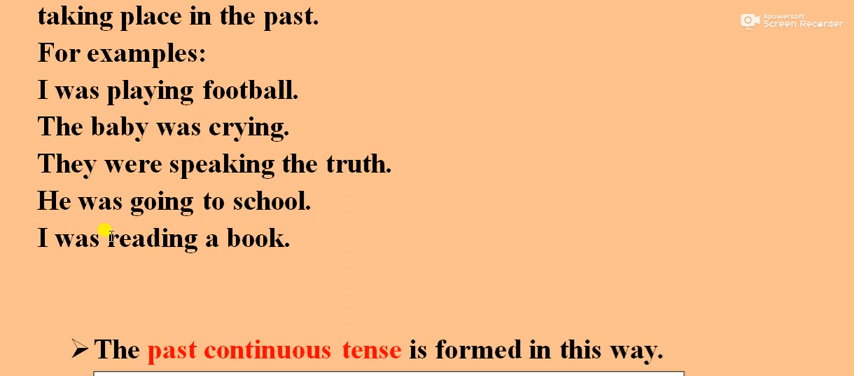 taking place in the past.
Apowersoft
Screen Recorder
For examples:
I was playing football.
The baby was crying.
They were speaking the truth.
He was going to school.
I was reading a book.
➢ The past continuous tense is formed in this way.